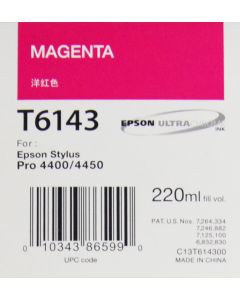 MAGENTA
洋紅色
T6143
EPSON ULTRA
INK
For :
Epson Stylus
Pro 4400/4450
220ml fill vol.
PAT. U.S. Nos. 7,264,334
7,246,882
7,125,100
6,832,830
0 10343 86599 0
UPC code
C13T614300
MADE IN CHINA